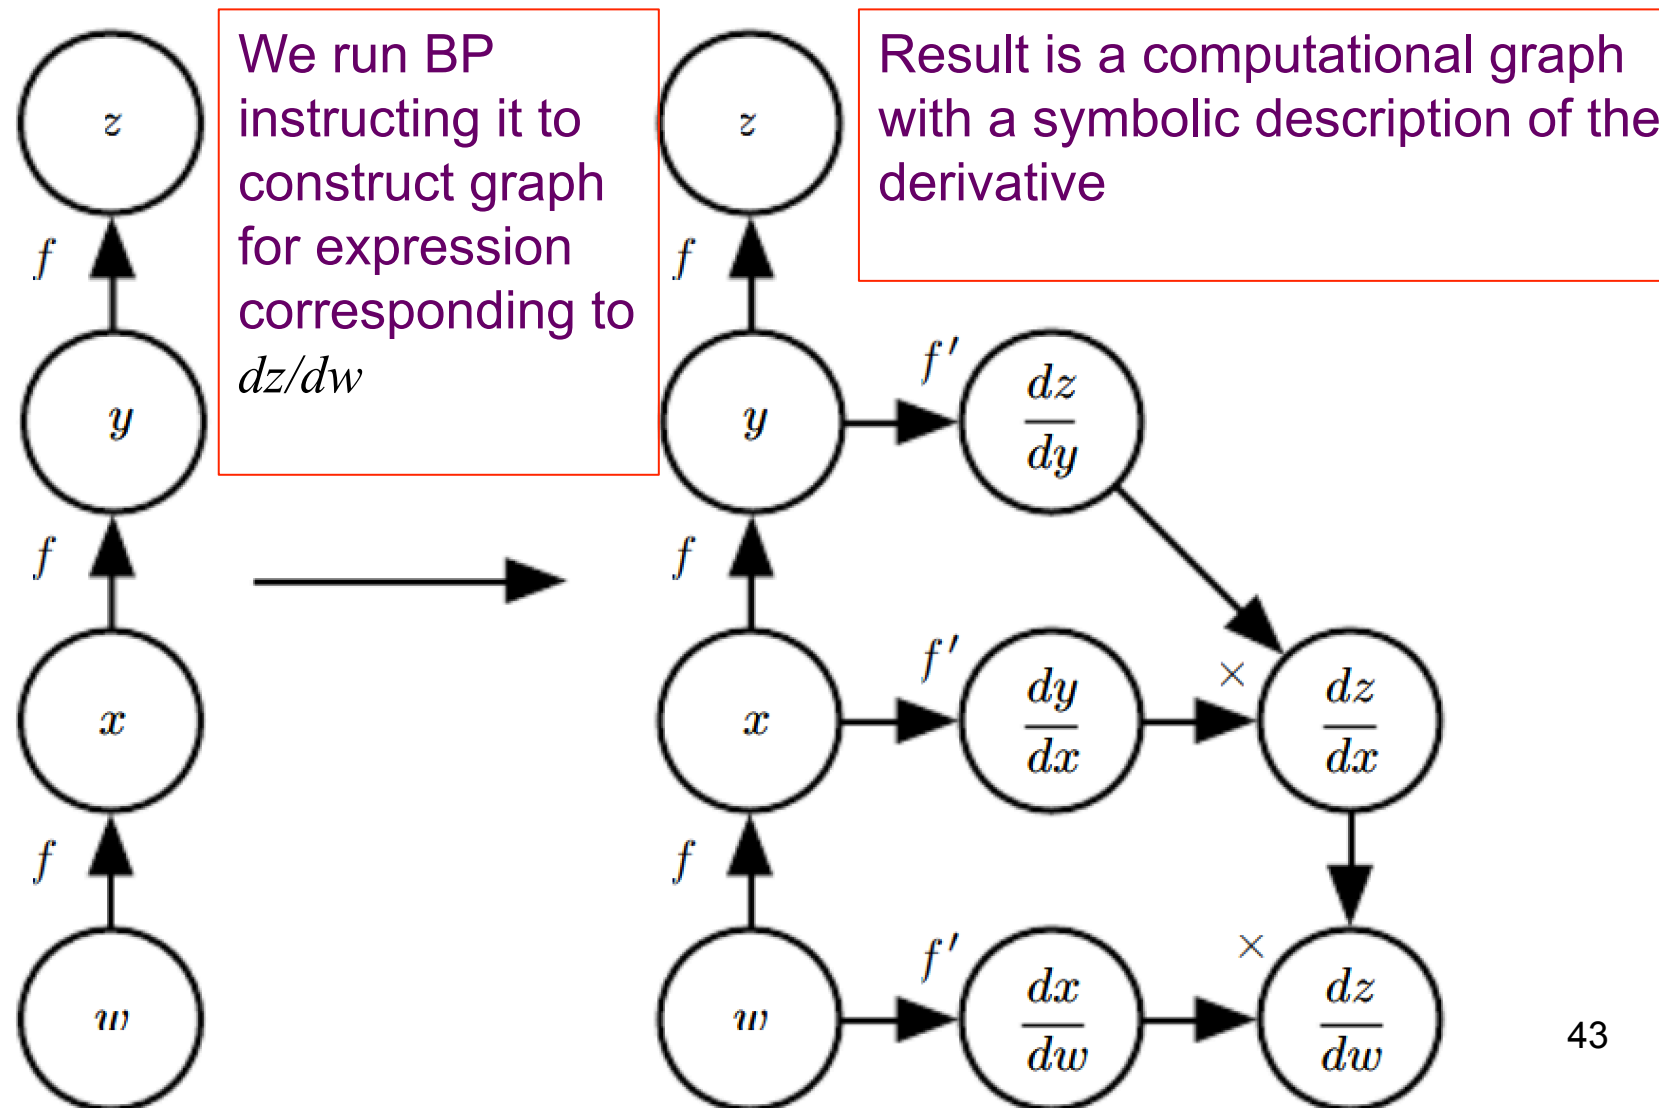 z
We run BP
instructing it to
construct graph
for expression
corresponding to
dz/dw
z
Result is a computational graph
with a symbolic description of the
derivative
f
f
y
y
f′
dz
dy
f
f
x
x
f′
dy
dx
×
dz
dx
f
f
w
w
f′
dx
dw
×
dz
dw
43